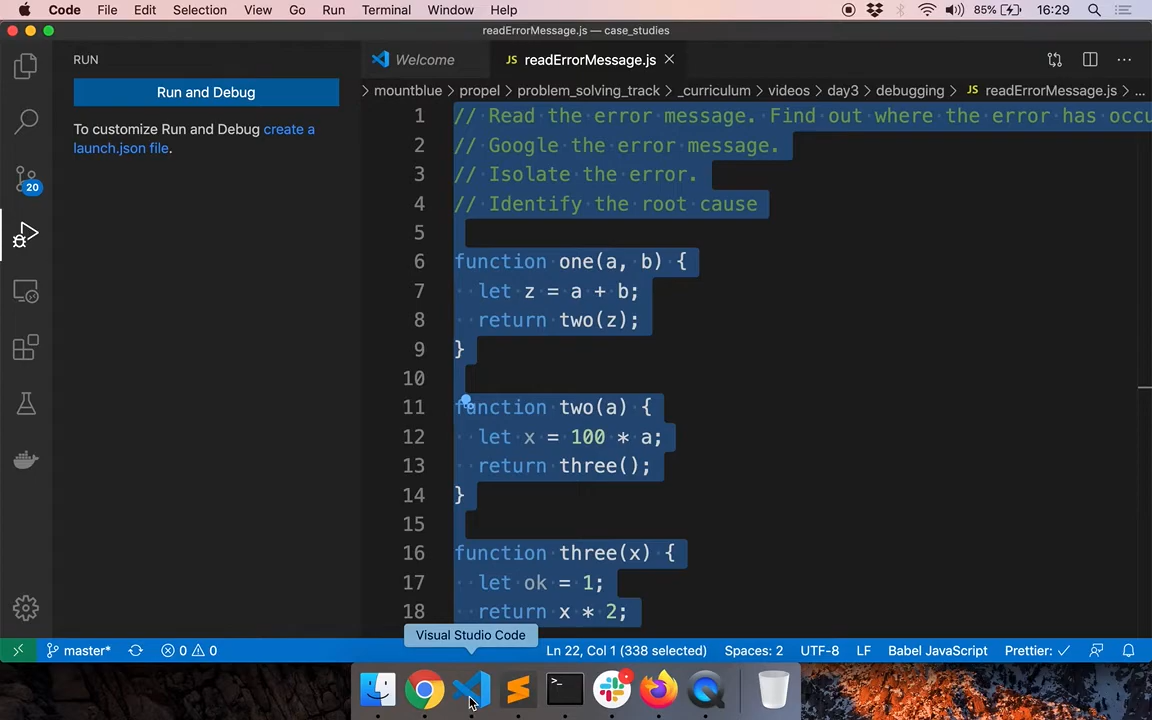 Code File Edit Selection View Go Run Terminal Window Help 85% 16:29
readErrorMessage.js — case_studies
RUN
Welcome
JS readErrorMessage.js
Run and Debug
To customize Run and Debug create a
launch.json file.
20
> mountblue > propel > problem_solving_track > _curriculum > videos > day3 > debugging > JS readErrorMessage.js > ...
1 // Read the error message. Find out where the error has occu
2 // Google the error message.
3 // Isolate the error.
4 // Identify the root cause
5
6 function one(a, b) {
7 let z = a + b;
8 return two(z);
9 }
10
11 function two(a) {
12 let x = 100 * a;
13 return three();
14 }
15
16 function three(x) {
17 let ok = 1;
18 return x * 2;
Visual Studio Code
master* 0 0 Ln 22, Col 1 (338 selected) Spaces: 2 UTF-8 LF Babel JavaScript Prettier: ✓